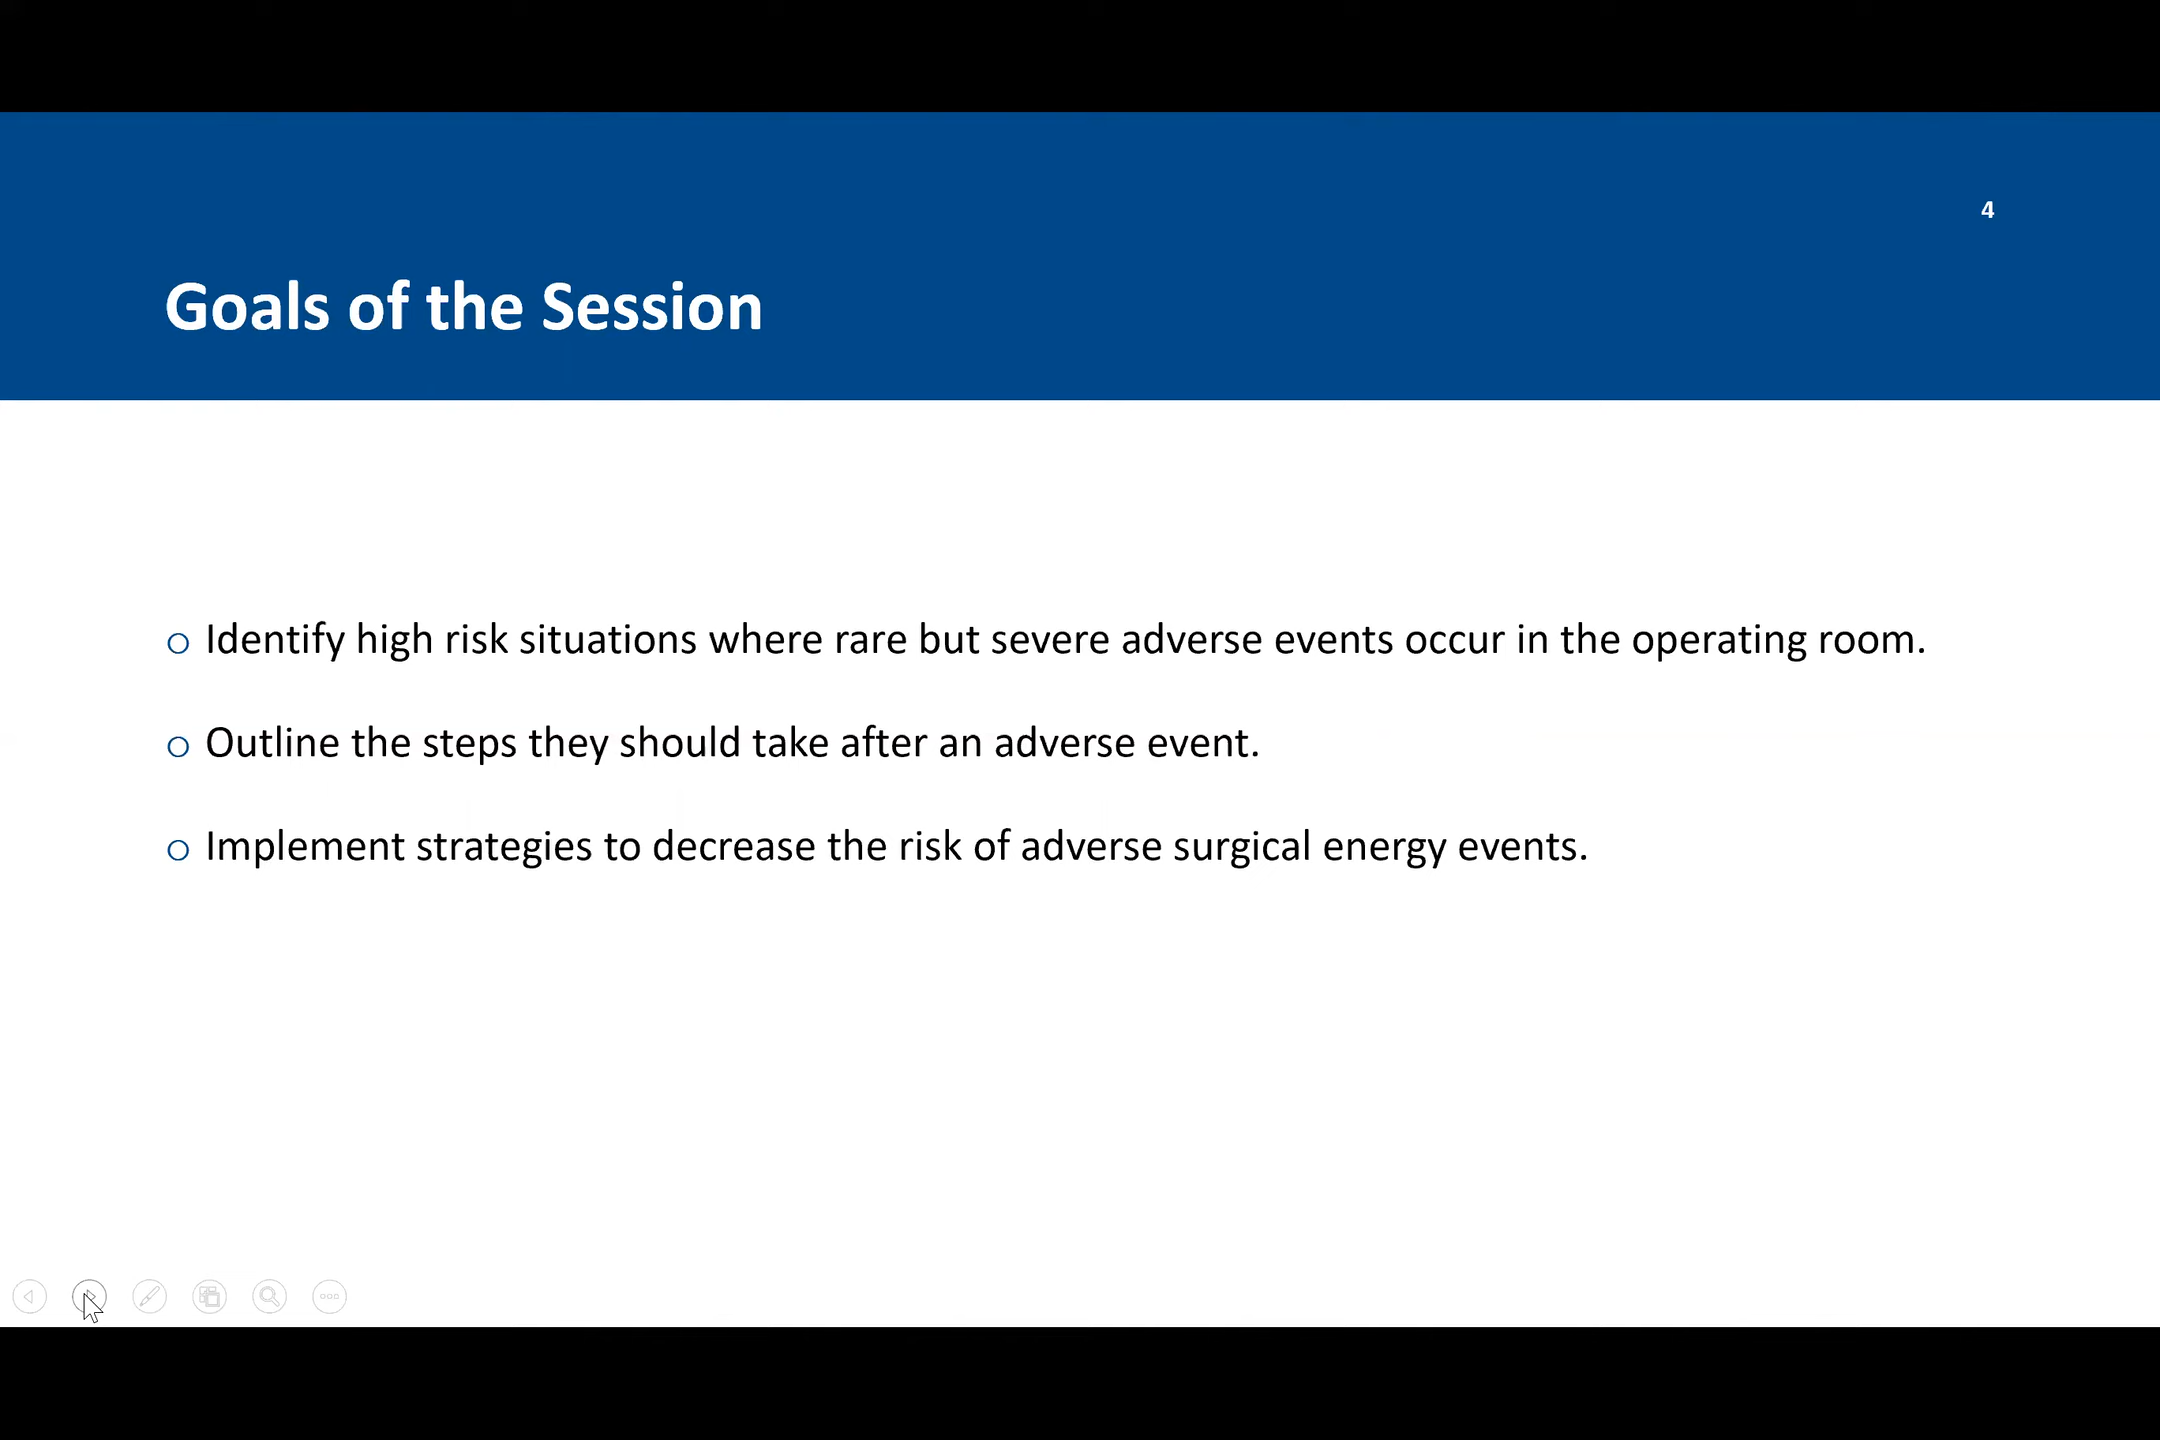 4
Goals of the Session
o Identify high risk situations where rare but severe adverse events occur in the operating room.
o Outline the steps they should take after an adverse event.
o Implement strategies to decrease the risk of adverse surgical energy events.